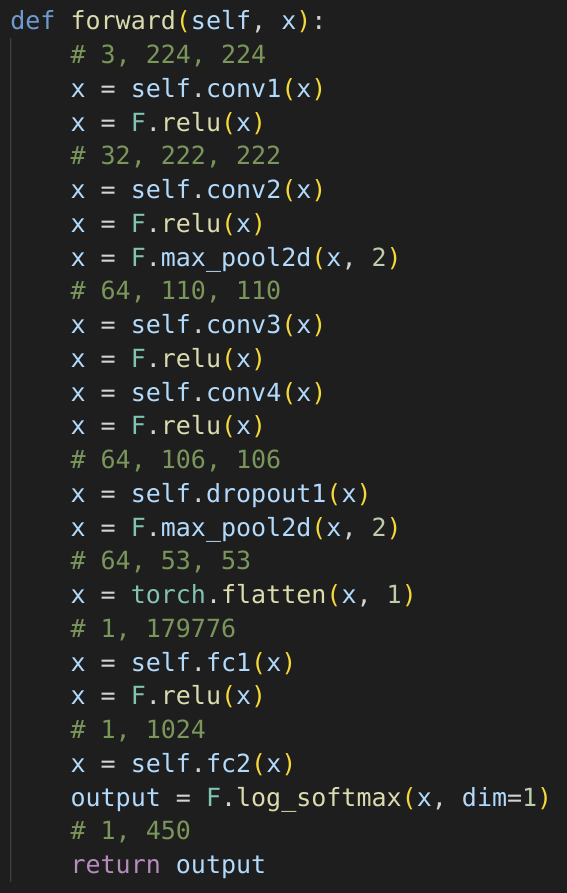 def forward(self, x):
    # 3, 224, 224
    x = self.conv1(x)
    x = F.relu(x)
    # 32, 222, 222
    x = self.conv2(x)
    x = F.relu(x)
    x = F.max_pool2d(x, 2)
    # 64, 110, 110
    x = self.conv3(x)
    x = F.relu(x)
    x = self.conv4(x)
    x = F.relu(x)
    # 64, 106, 106
    x = self.dropout1(x)
    x = F.max_pool2d(x, 2)
    # 64, 53, 53
    x = torch.flatten(x, 1)
    # 1, 179776
    x = self.fc1(x)
    x = F.relu(x)
    # 1, 1024
    x = self.fc2(x)
    output = F.log_softmax(x, dim=1)
    # 1, 450
    return output